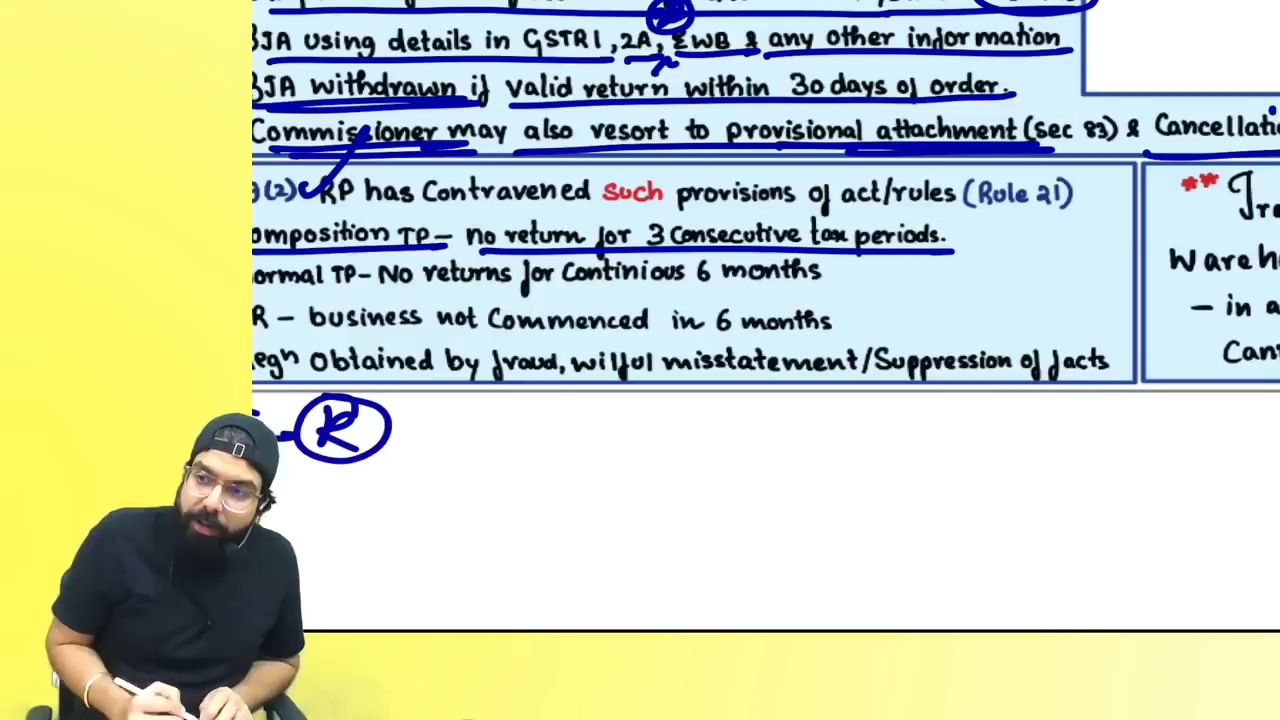 BJA using details in GSTR1, 2A, EWB & any other information
BJA withdrawn if valid return within 30 days of order.
Commissioner may also resort to provisional attachment (sec 83) & Cancellati
(2) RP has Contravened such provisions of act/rules (Rule 21)
omposition TP - no return for 3 Consecutive tax periods.
ormal TP - No returns for Continious 6 months
R - business not Commenced in 6 months
egn Obtained by fraud, wilful misstatement/Suppression of facts
** Tra
Wareh
- in a
Can
R